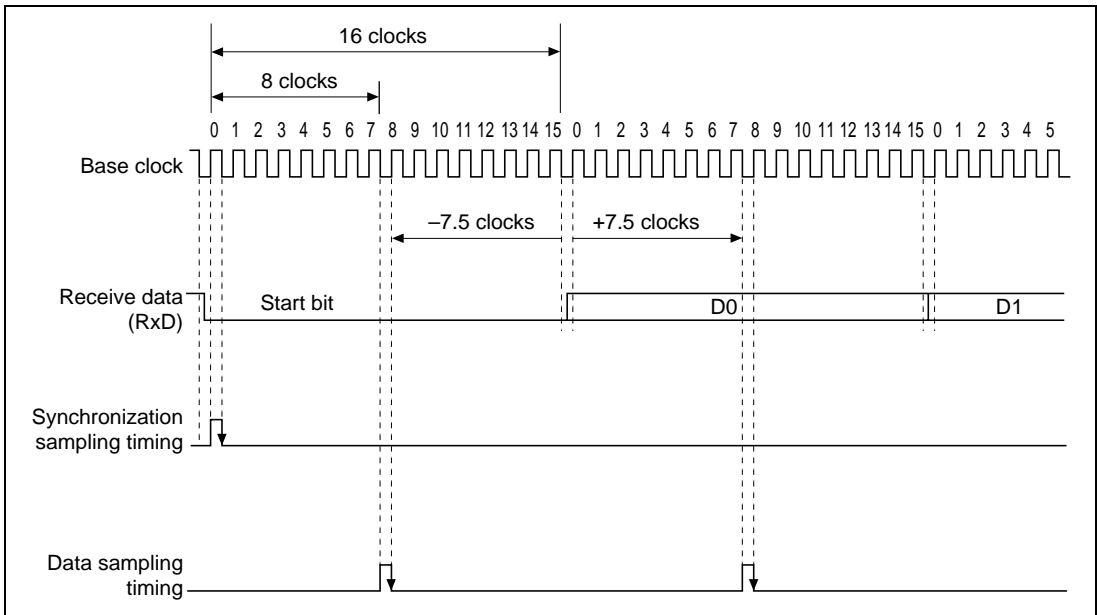 16 clocks
8 clocks
0 1 2 3 4 5 6 7 8 9 10 11 12 13 14 15 0 1 2 3 4 5 6 7 8 9 10 11 12 13 14 15 0 1 2 3 4 5
Base clock
–7.5 clocks +7.5 clocks
Receive data
(RxD)
Start bit D0 D1
Synchronization
sampling timing
Data sampling
timing